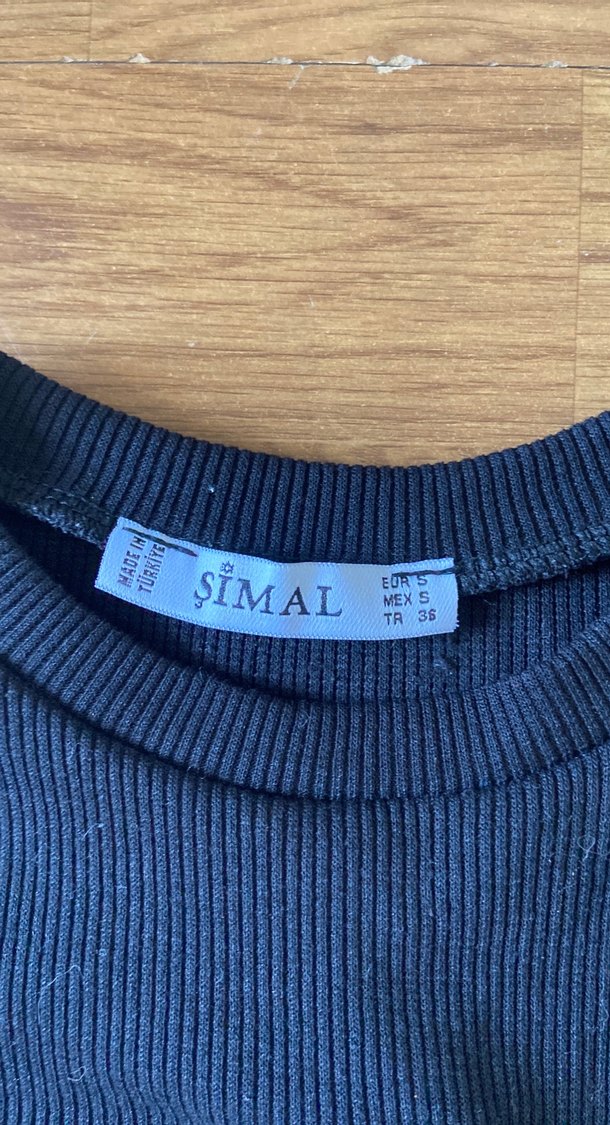 MADE IN
TÜRKİYE
ŞİMAL
EUR S
MEX S
TR 36